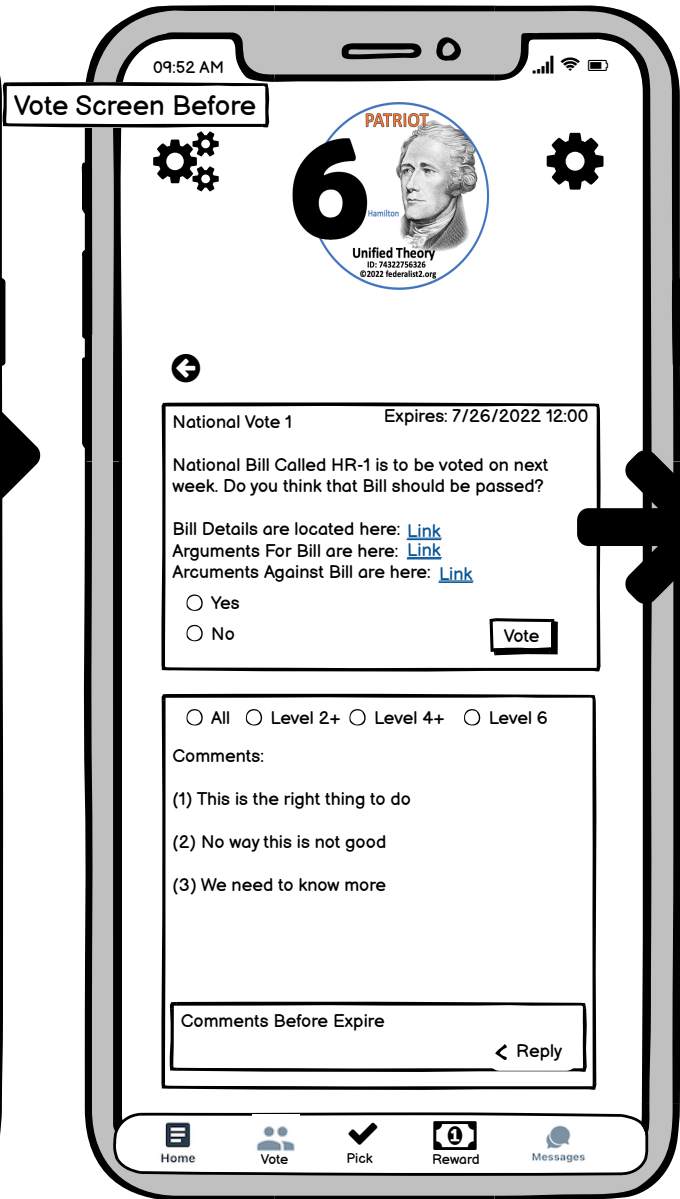 09:52 AM
Vote Screen Before
PATRIOT
6
Hamilton
Unified Theory
ID: 74322756326
©2022 federalist2.org
National Vote 1
Expires: 7/26/2022 12:00
National Bill Called HR-1 is to be voted on next
week. Do you think that Bill should be passed?
Bill Details are located here: Link
Arguments For Bill are here: Link
Arcuments Against Bill are here: Link
Yes
No
Vote
All Level 2+ Level 4+ Level 6
Comments:
(1) This is the right thing to do
(2) No way this is not good
(3) We need to know more
Comments Before Expire
< Reply
1
Home Vote Pick Reward Messages